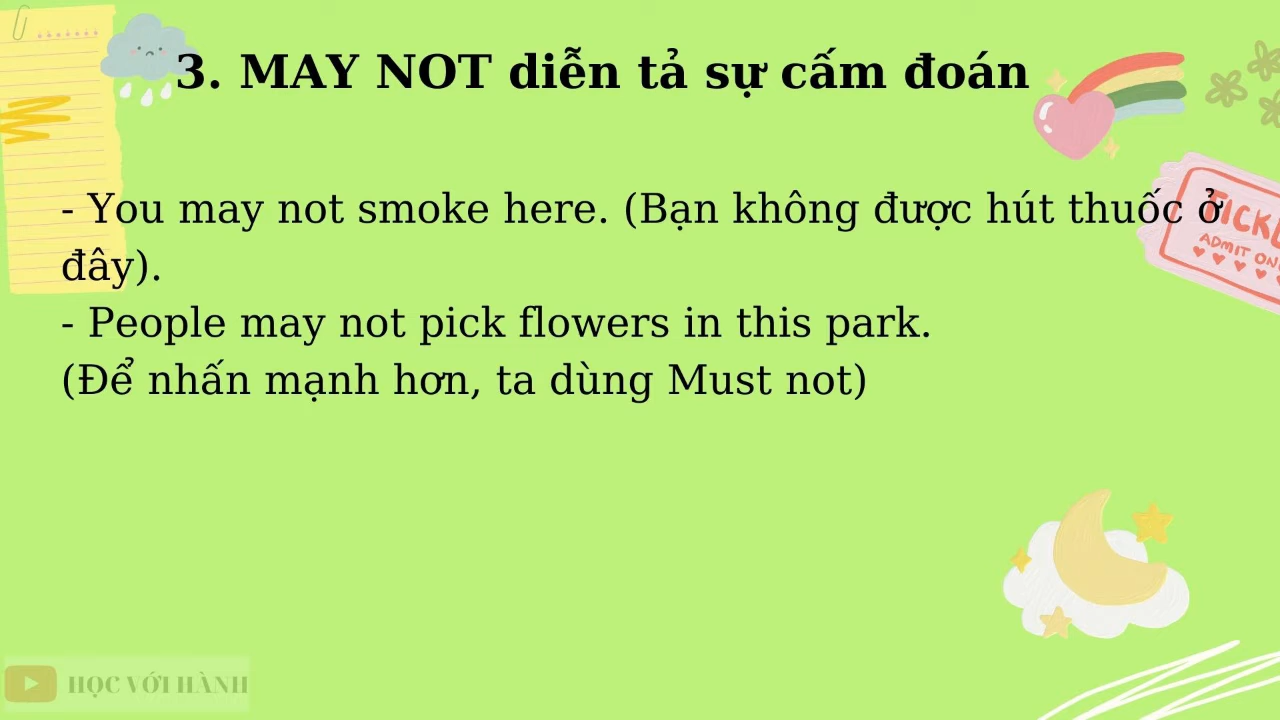 3. MAY NOT diễn tả sự cấm đoán
- You may not smoke here. (Bạn không được hút thuốc ở
đây).
- People may not pick flowers in this park.
(Để nhấn mạnh hơn, ta dùng Must not)
ADMIT
HỌC VỚI HÀNH